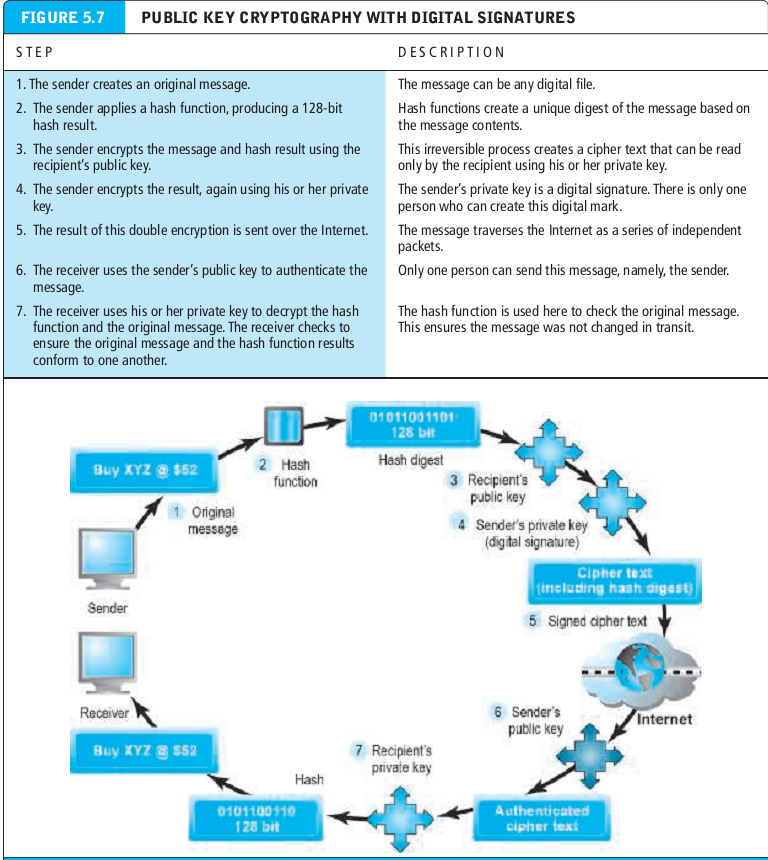 FIGURE 5.7 PUBLIC KEY CRYPTOGRAPHY WITH DIGITAL SIGNATURES
STEP DESCRIPTION
1. The sender creates an original message. The message can be any digital file.
2. The sender applies a hash function, producing a 128-bit Hash functions create a unique digest of the message based on
hash result. the message contents.
3. The sender encrypts the message and hash result using the This irreversible process creates a cipher text that can be read
recipient's public key. only by the recipient using his or her private key.
4. The sender encrypts the result, again using his or her private The sender's private key is a digital signature. There is only one
key. person who can create this digital mark.
5. The result of this double encryption is sent over the Internet. The message traverses the Internet as a series of independent
packets.
6. The receiver uses the sender's public key to authenticate the Only one person can send this message, namely, the sender.
message.
7. The receiver uses his or her private key to decrypt the hash The hash function is used here to check the original message.
function and the original message. The receiver checks to This ensures the message was not changed in transit.
ensure the original message and the hash function results
conform to one another.
Buy XYZ @ $52
1 Original
message
Sender
2 Hash
function
01011001101
128 bit
Hash digest
3 Recipient's
public key
4 Sender's private key
(digital signature)
Cipher text
(including hash digest)
5 Signed cipher text
Internet
6 Sender's
public key
Authenticated
cipher text
7 Recipient's
private key
Hash
0101100110
128 bit
Buy XYZ @ $52
Receiver